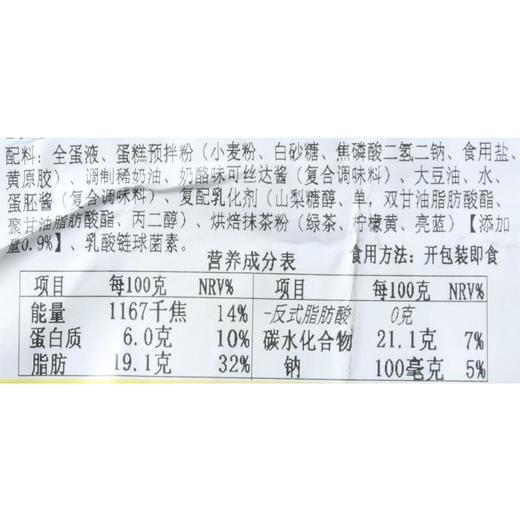 配料：全蛋液、蛋糕预拌粉（小麦粉、白砂糖、焦磷酸二氢二钠、食用盐、
黄原胶）、调制稀奶油、奶酪味可丝达酱（复合调味料）、大豆油、水、
蛋胚酱（复合调味料）、复配乳化剂（山梨糖醇、单，双甘油脂肪酸酯、
聚甘油脂肪酸酯、丙二醇）、烘焙抹茶粉（绿茶、柠檬黄、亮蓝）【添加
量0.9%】、乳酸链球菌素。
食用方法：开包装即食
营养成分表
项目 每100克 NRV% 项目 每100克 NRV%
能量 1167千焦 14% -反式脂肪酸 0克
蛋白质 6.0克 10% 碳水化合物 21.1克 7%
脂肪 19.1克 32% 钠 100毫克 5%